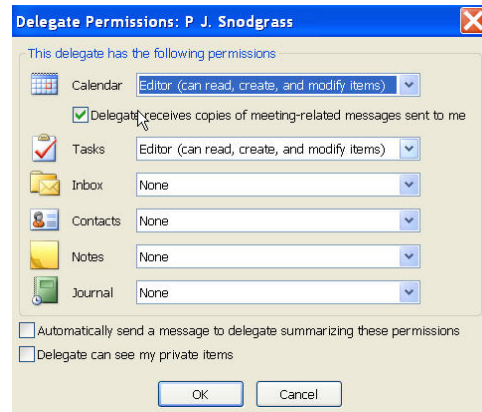 Delegate Permissions: P J. Snodgrass
This delegate has the following permissions
Calendar Editor (can read, create, and modify items)
Delegate receives copies of meeting-related messages sent to me
Tasks Editor (can read, create, and modify items)
Inbox None
Contacts None
Notes None
Journal None
Automatically send a message to delegate summarizing these permissions
Delegate can see my private items
OK Cancel